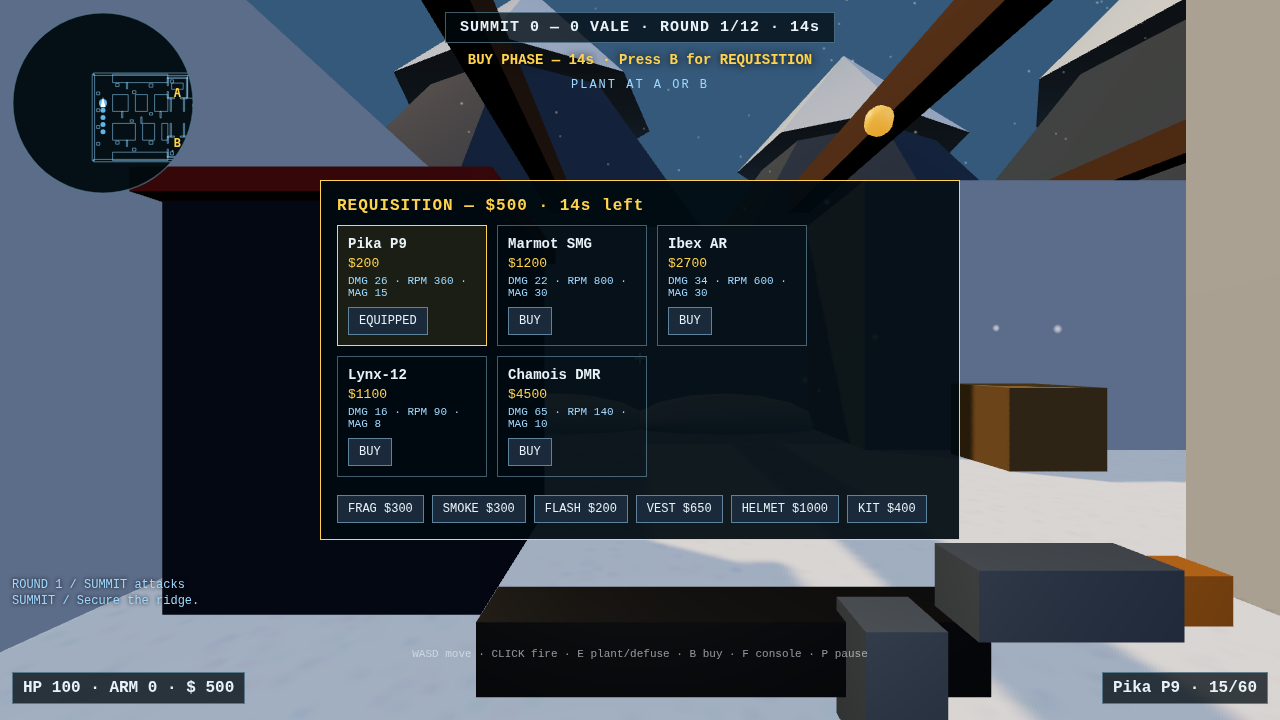 SUMMIT 0 — 0 VALE · ROUND 1/12 · 14s
BUY PHASE — 14s · Press B for REQUISITION
PLANT AT A OR B
A
B
REQUISITION — $500 · 14s left
Pika P9
$200
DMG 26 · RPM 360 ·
MAG 15
EQUIPPED
Marmot SMG
$1200
DMG 22 · RPM 800 ·
MAG 30
BUY
Ibex AR
$2700
DMG 34 · RPM 600 ·
MAG 30
BUY
Lynx-12
$1100
DMG 16 · RPM 90 ·
MAG 8
BUY
Chamois DMR
$4500
DMG 65 · RPM 140 ·
MAG 10
BUY
FRAG $300
SMOKE $300
FLASH $200
VEST $650
HELMET $1000
KIT $400
ROUND 1 / SUMMIT attacks
SUMMIT / Secure the ridge.
WASD move · CLICK fire · E plant/defuse · B buy · F console · P pause
HP 100 · ARM 0 · $ 500
Pika P9 · 15/60